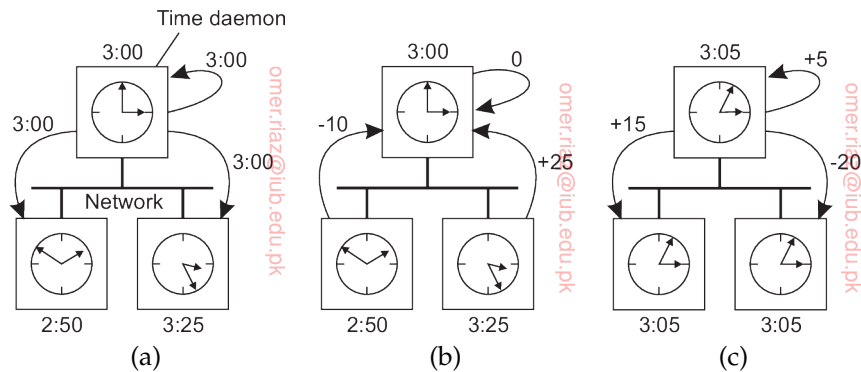 Time daemon
3:00
3:00
3:00
3:00
Network
2:50
3:25
(a)
omer.riaz@iub.edu.pk
3:00
0
-10
+25
2:50
3:25
(b)
omer.riaz@iub.edu.pk
3:05
+5
+15
-20
3:05
3:05
(c)
omer.riaz@iub.edu.pk